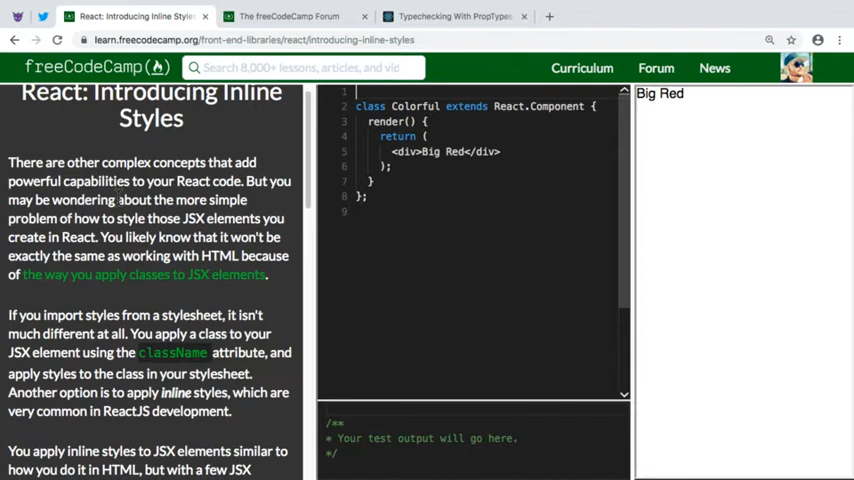 React: Introducing Inline Styles
The freeCodeCamp Forum
Typechecking With PropTypes
learn.freecodecamp.org/front-end-libraries/react/introducing-inline-styles
freeCodeCamp
Search 8,000+ lessons, articles, and vid
Curriculum
Forum
News
React: Introducing Inline
Styles
There are other complex concepts that add
powerful capabilities to your React code. But you
may be wondering about the more simple
problem of how to style those JSX elements you
create in React. You likely know that it won't be
exactly the same as working with HTML because
of the way you apply classes to JSX elements.
If you import styles from a stylesheet, it isn't
much different at all. You apply a class to your
JSX element using the className attribute, and
apply styles to the class in your stylesheet.
Another option is to apply inline styles, which are
very common in ReactJS development.
You apply inline styles to JSX elements similar to
how you do it in HTML, but with a few JSX
1
2 class Colorful extends React.Component {
3 render() {
4 return (
5 <div>Big Red</div>
6 );
7 }
8 };
9
/**
* Your test output will go here.
*/
Big Red